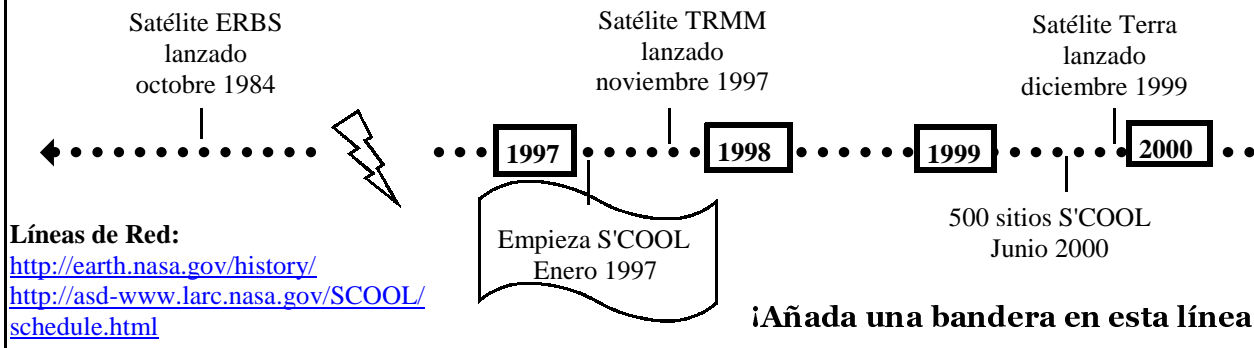 Satélite ERBS
lanzado
octobre 1984
Satélite TRMM
lanzado
noviembre 1997
Satélite Terra
lanzado
diciembre 1999
1997
1998
1999
2000
Empieza S'COOL
Enero 1997
500 sitios S'COOL
Junio 2000
Líneas de Red:
http://earth.nasa.gov/history/
http://asd-www.larc.nasa.gov/SCOOL/
schedule.html
¡Añada una bandera en esta línea